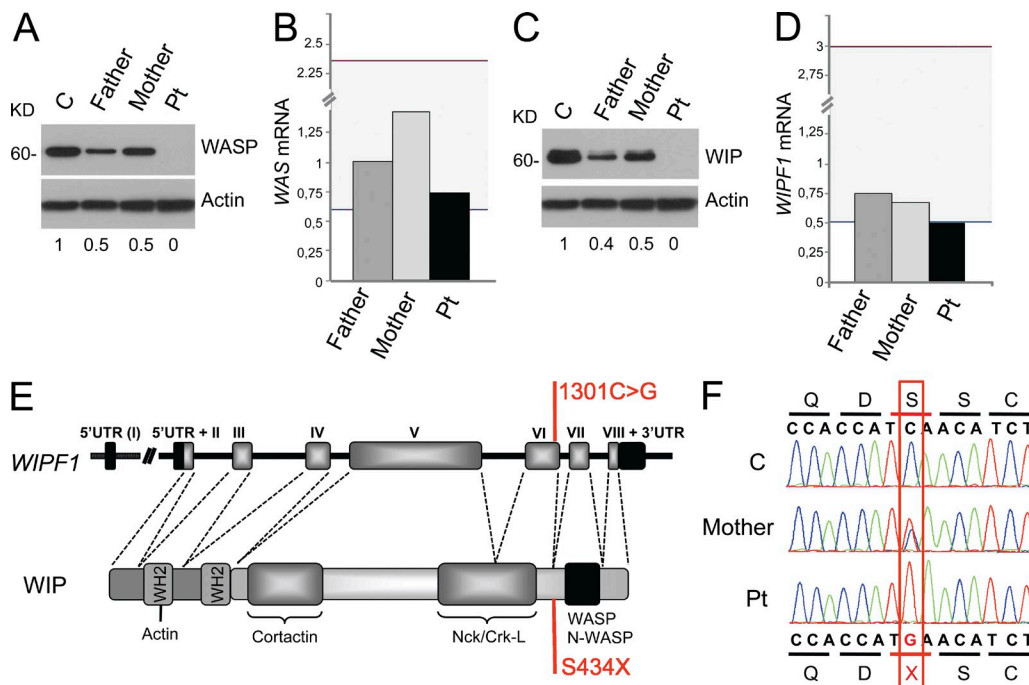 A
C Father Mother Pt
KD
60- WASP
Actin
1 0.5 0.5 0
B
WAS mRNA
2.5
2.25
1,25
1
0,75
0,5
0,25
0
Father Mother Pt
C
C Father Mother Pt
KD
60- WIP
Actin
1 0.4 0.5 0
D
WIPF1 mRNA
3
2,75
1,25
1
0,75
0,5
0,25
0
Father Mother Pt
E
1301C>G
5'UTR (I) 5'UTR + II III IV V VI VII VIII + 3'UTR
WIPF1
WIP
WH2 WH2
Actin Cortactin Nck/Crk-L WASP
N-WASP
S434X
F
Q D S S C
CCACCATCAACATCT
C
Mother
Pt
CCACCATGAACATCT
Q D X S C